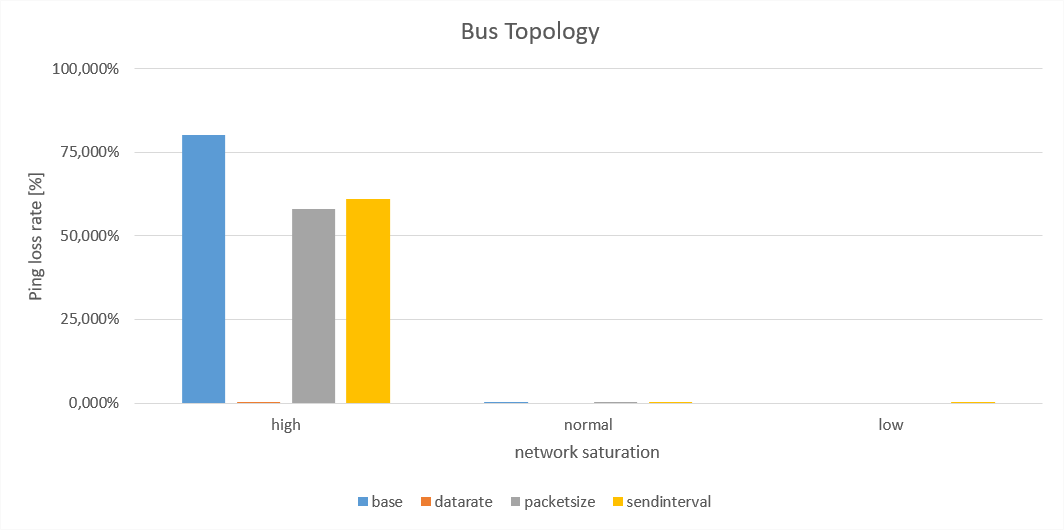 Bus Topology
100,000%
75,000%
50,000%
25,000%
0,000%
Ping loss rate [%]
high normal low
network saturation
base datarate packetsize sendinterval